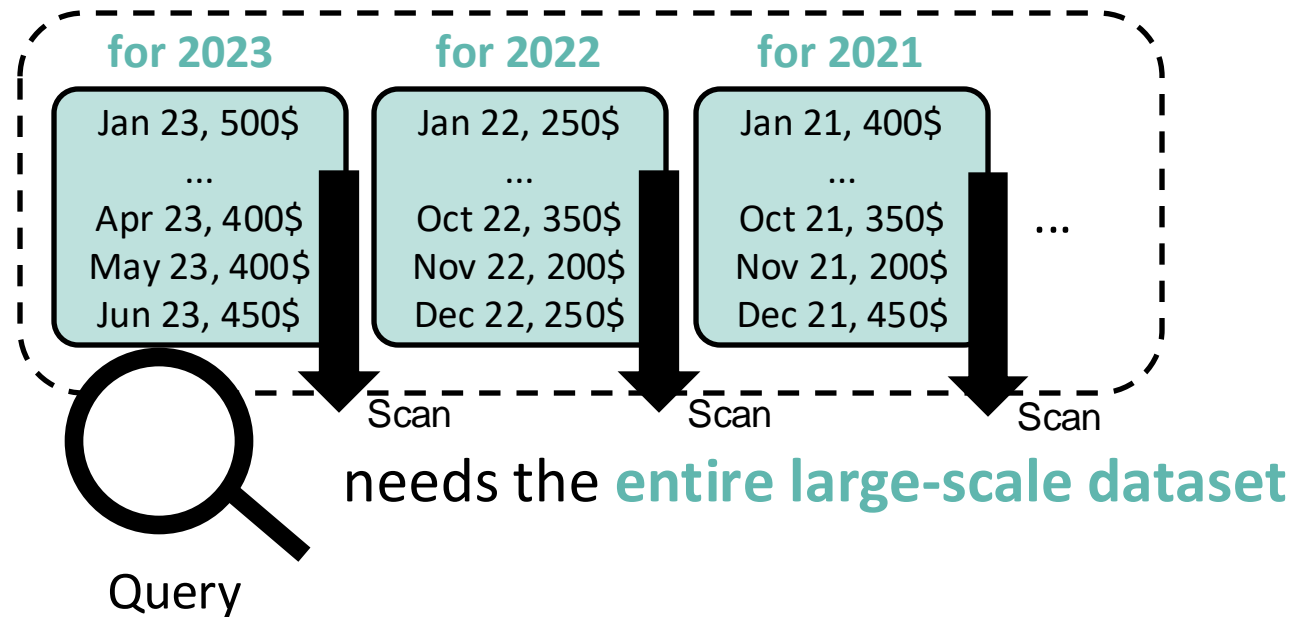 for 2023
Jan 23, 500$
...
Apr 23, 400$
May 23, 400$
Jun 23, 450$
Scan
for 2022
Jan 22, 250$
...
Oct 22, 350$
Nov 22, 200$
Dec 22, 250$
Scan
for 2021
Jan 21, 400$
...
Oct 21, 350$
Nov 21, 200$
Dec 21, 450$
Scan
...
needs the entire large-scale dataset
Query